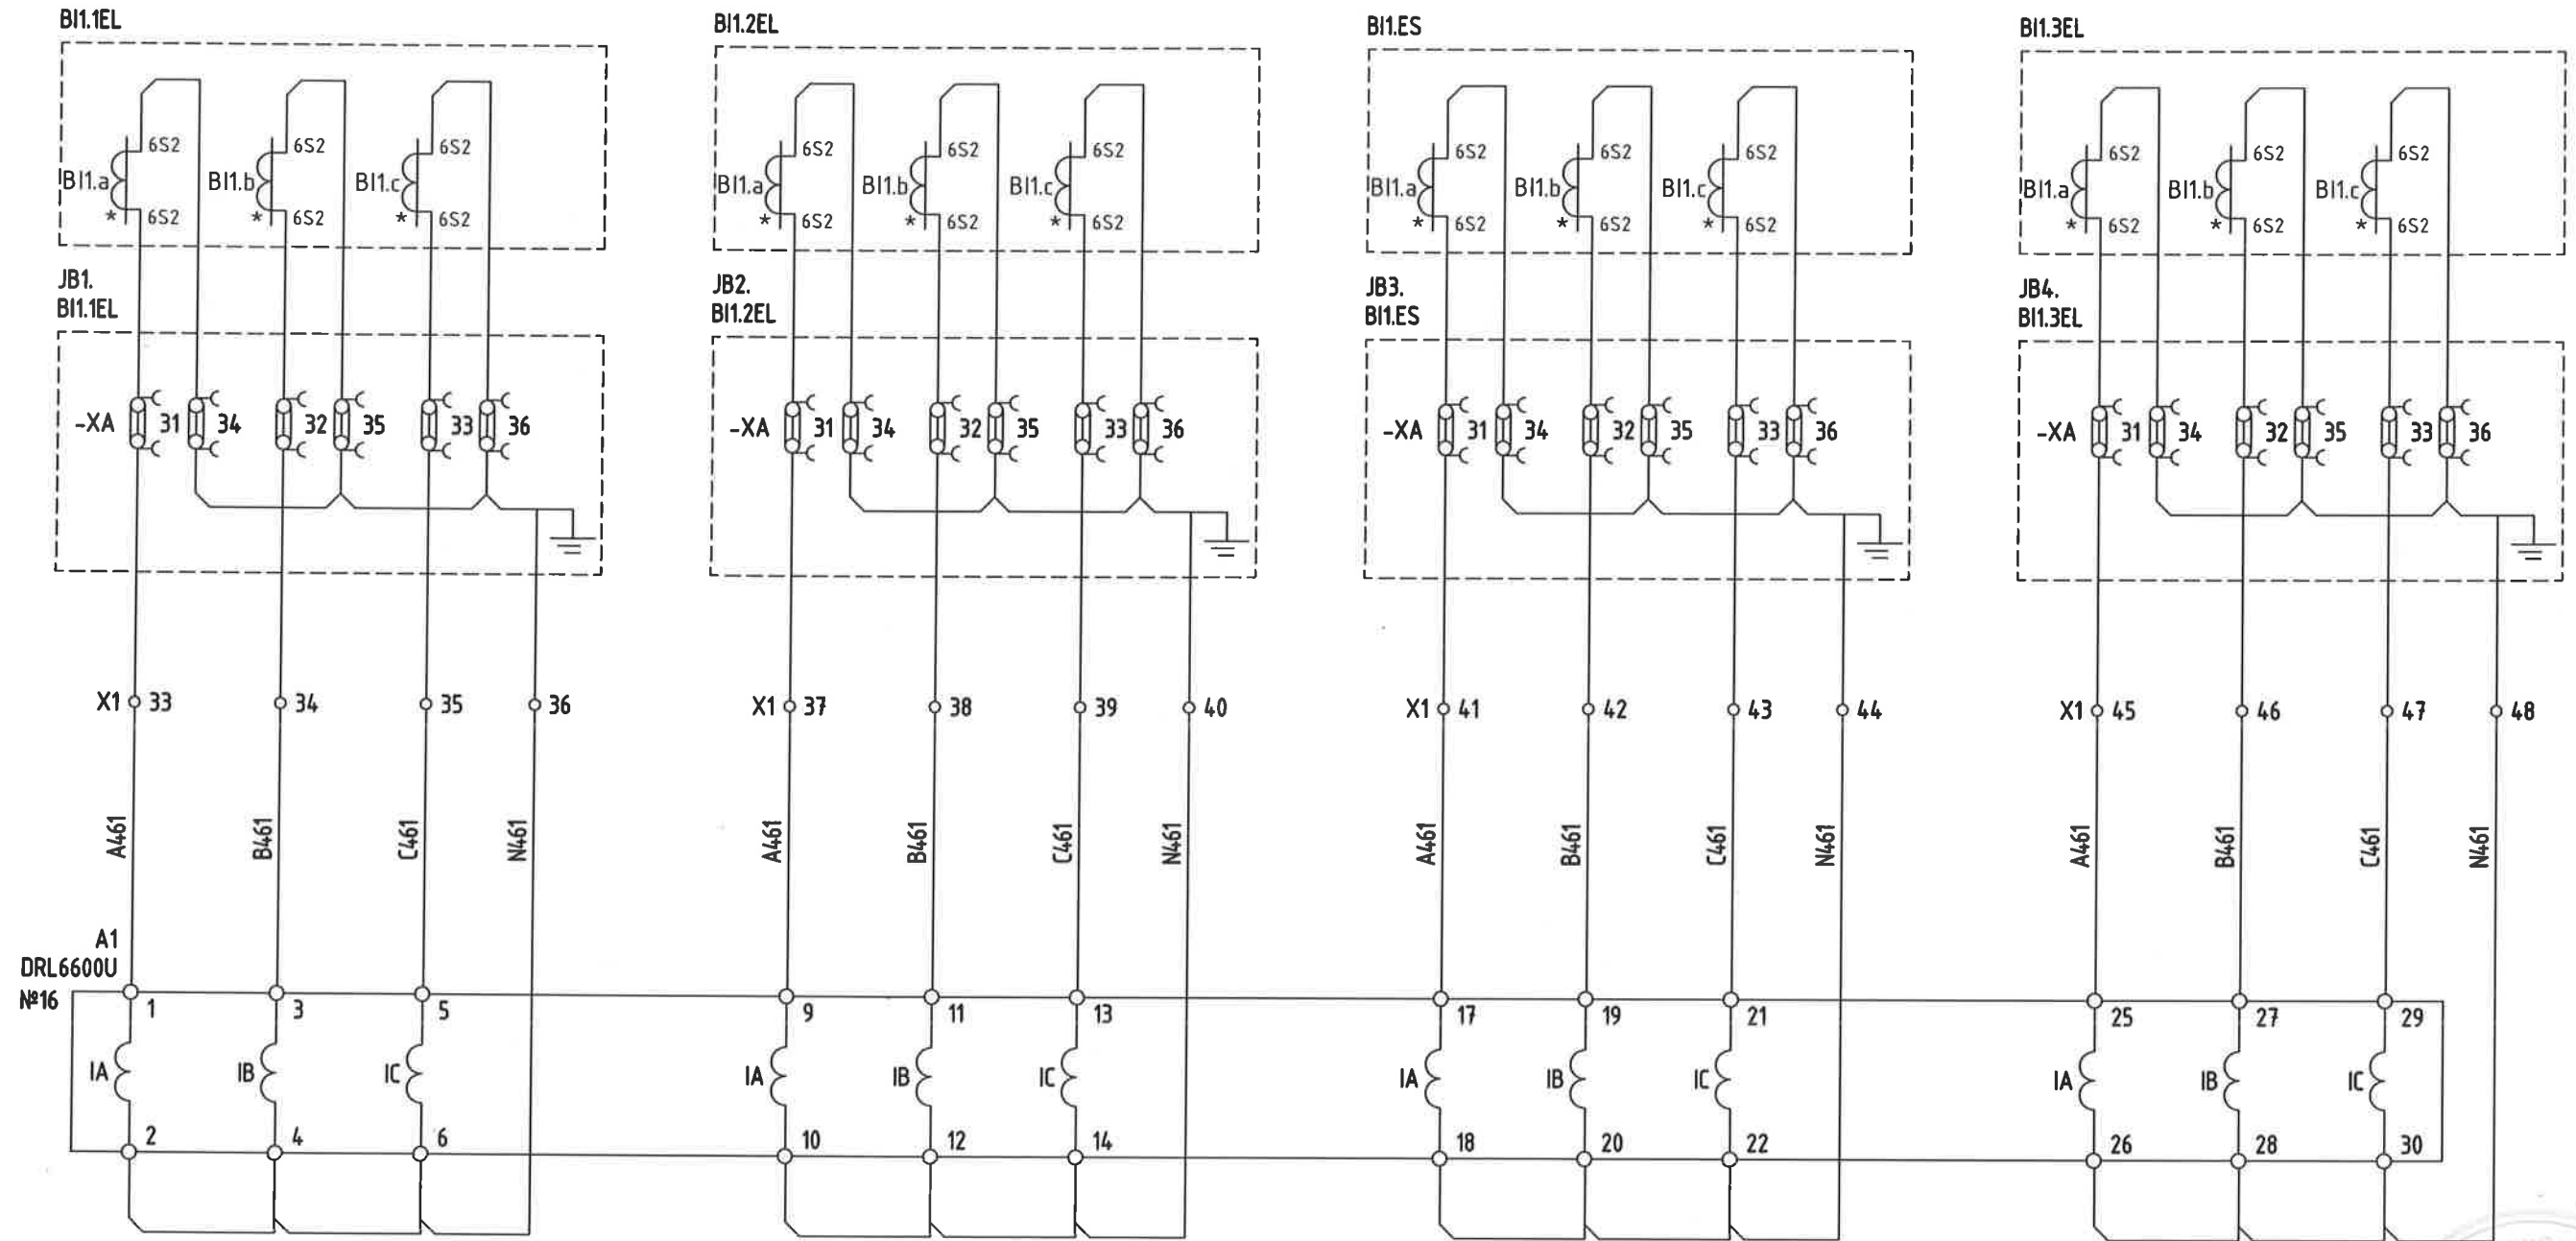 BI1.1EL BI1.2EL BI1.ES BI1.3EL
6S2 6S2 6S2 6S2 6S2 6S2 6S2 6S2 6S2 6S2 6S2 6S2
BI1.a BI1.b BI1.c BI1.a BI1.b BI1.c BI1.a BI1.b BI1.c BI1.a BI1.b BI1.c
* 6S2 * 6S2 * 6S2 * 6S2 * 6S2 * 6S2 * 6S2 * 6S2 * 6S2 * 6S2 * 6S2 * 6S2
JB1. JB2. JB3. JB4.
BI1.1EL BI1.2EL BI1.ES BI1.3EL
-XA 31 34 32 35 33 36 -XA 31 34 32 35 33 36 -XA 31 34 32 35 33 36 -XA 31 34 32 35 33 36
X1 33 34 35 36 X1 37 38 39 40 X1 41 42 43 44 X1 45 46 47 48
A461 B461 C461 N461 A461 B461 C461 N461 A461 B461 C461 N461 A461 B461 C461 N461
A1
DRL6600U
№16
1 3 5 9 11 13 17 19 21 25 27 29
IA IB IC IA IB IC IA IB IC IA IB IC
2 4 6 10 12 14 18 20 22 26 28 30